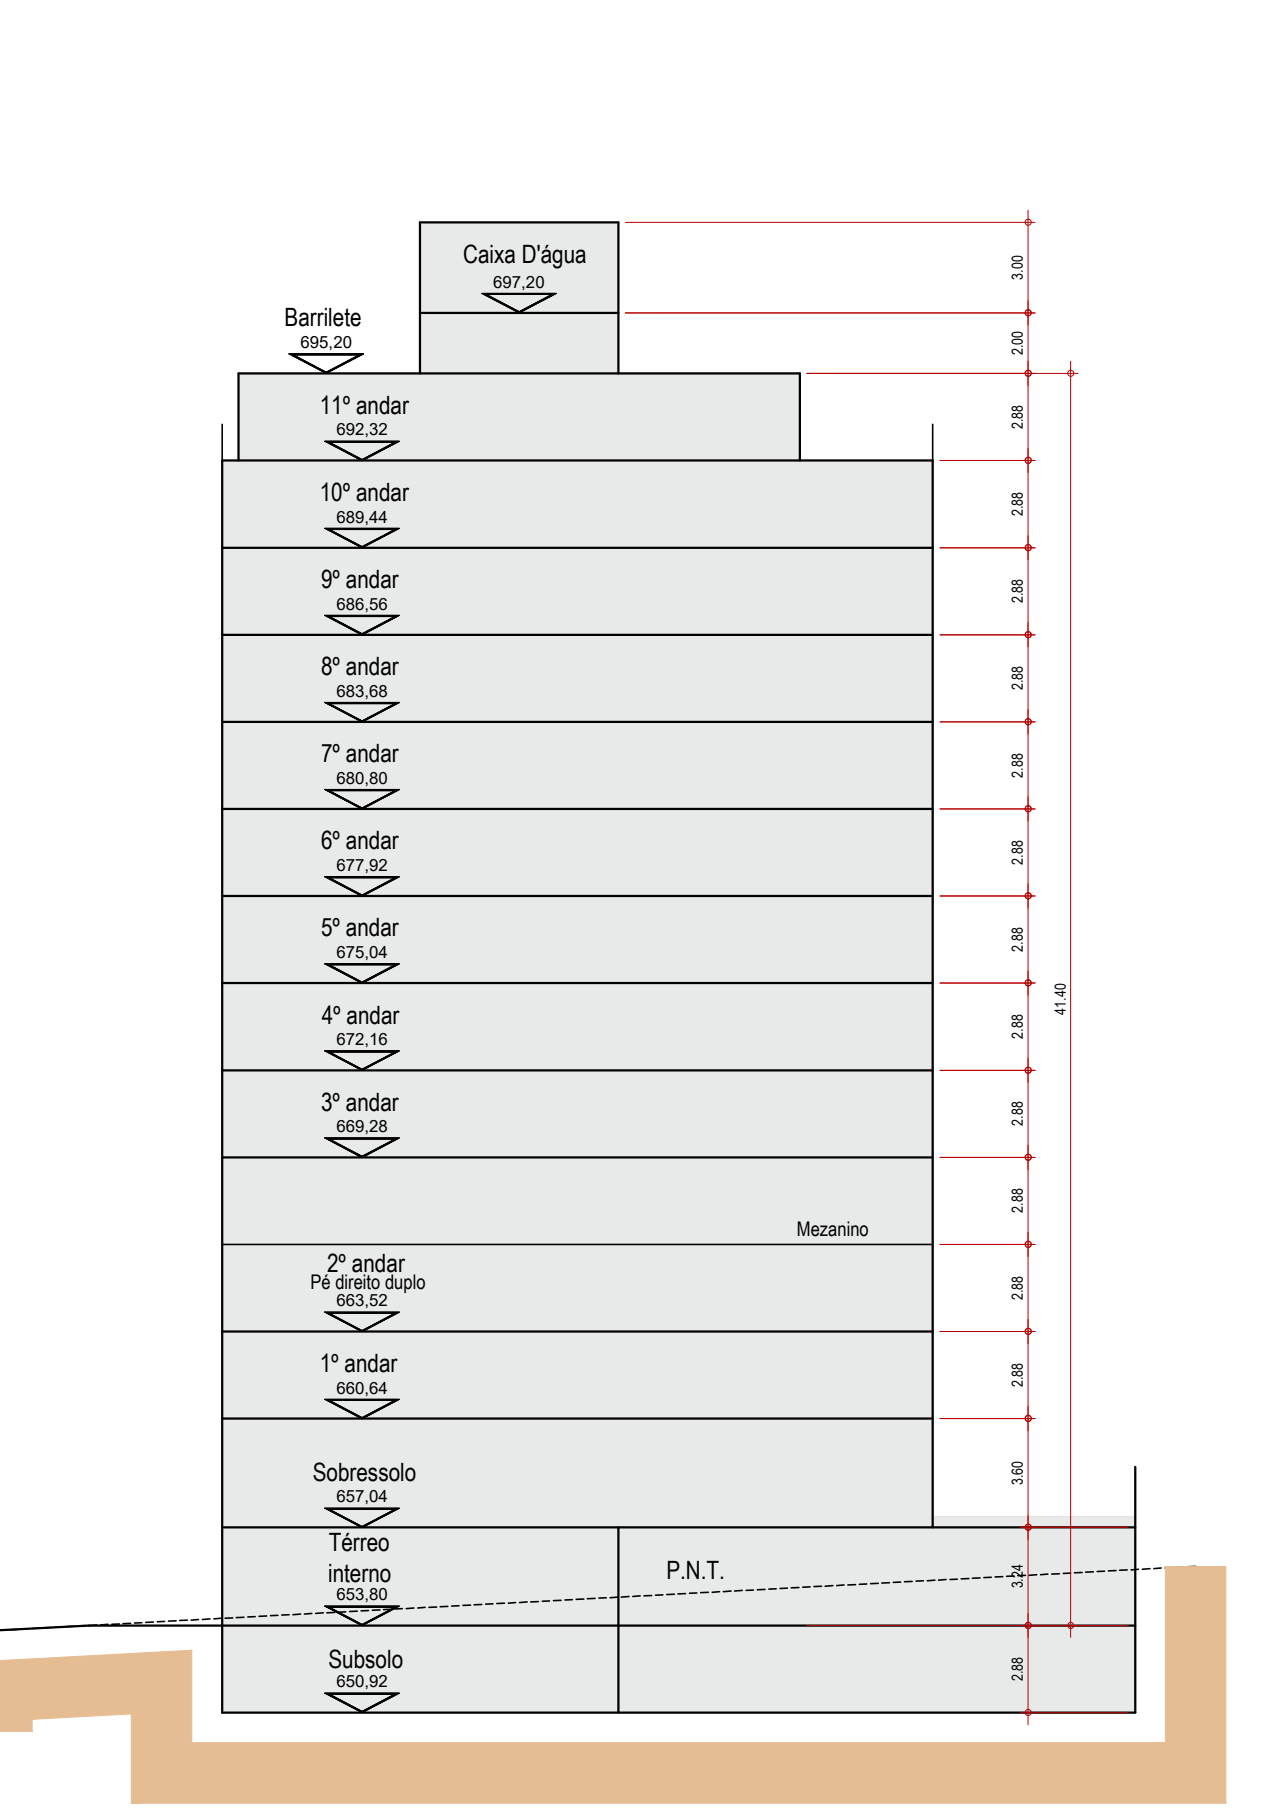 Caixa D'água
697,20
3.00
Barrilete
695,20
2.00
11º andar
692,32
2.88
10º andar
689,44
2.88
9º andar
686,56
2.88
8º andar
683,68
2.88
7º andar
680,80
2.88
6º andar
677,92
2.88
5º andar
675,04
2.88
41.40
4º andar
672,16
2.88
3º andar
669,28
2.88
2.88
Mezanino
2º andar
Pé direito duplo
663,52
2.88
1º andar
660,64
2.88
Sobressolo
657,04
3.60
Térreo
interno
653,80
P.N.T.
3.24
Subsolo
650,92
2.88